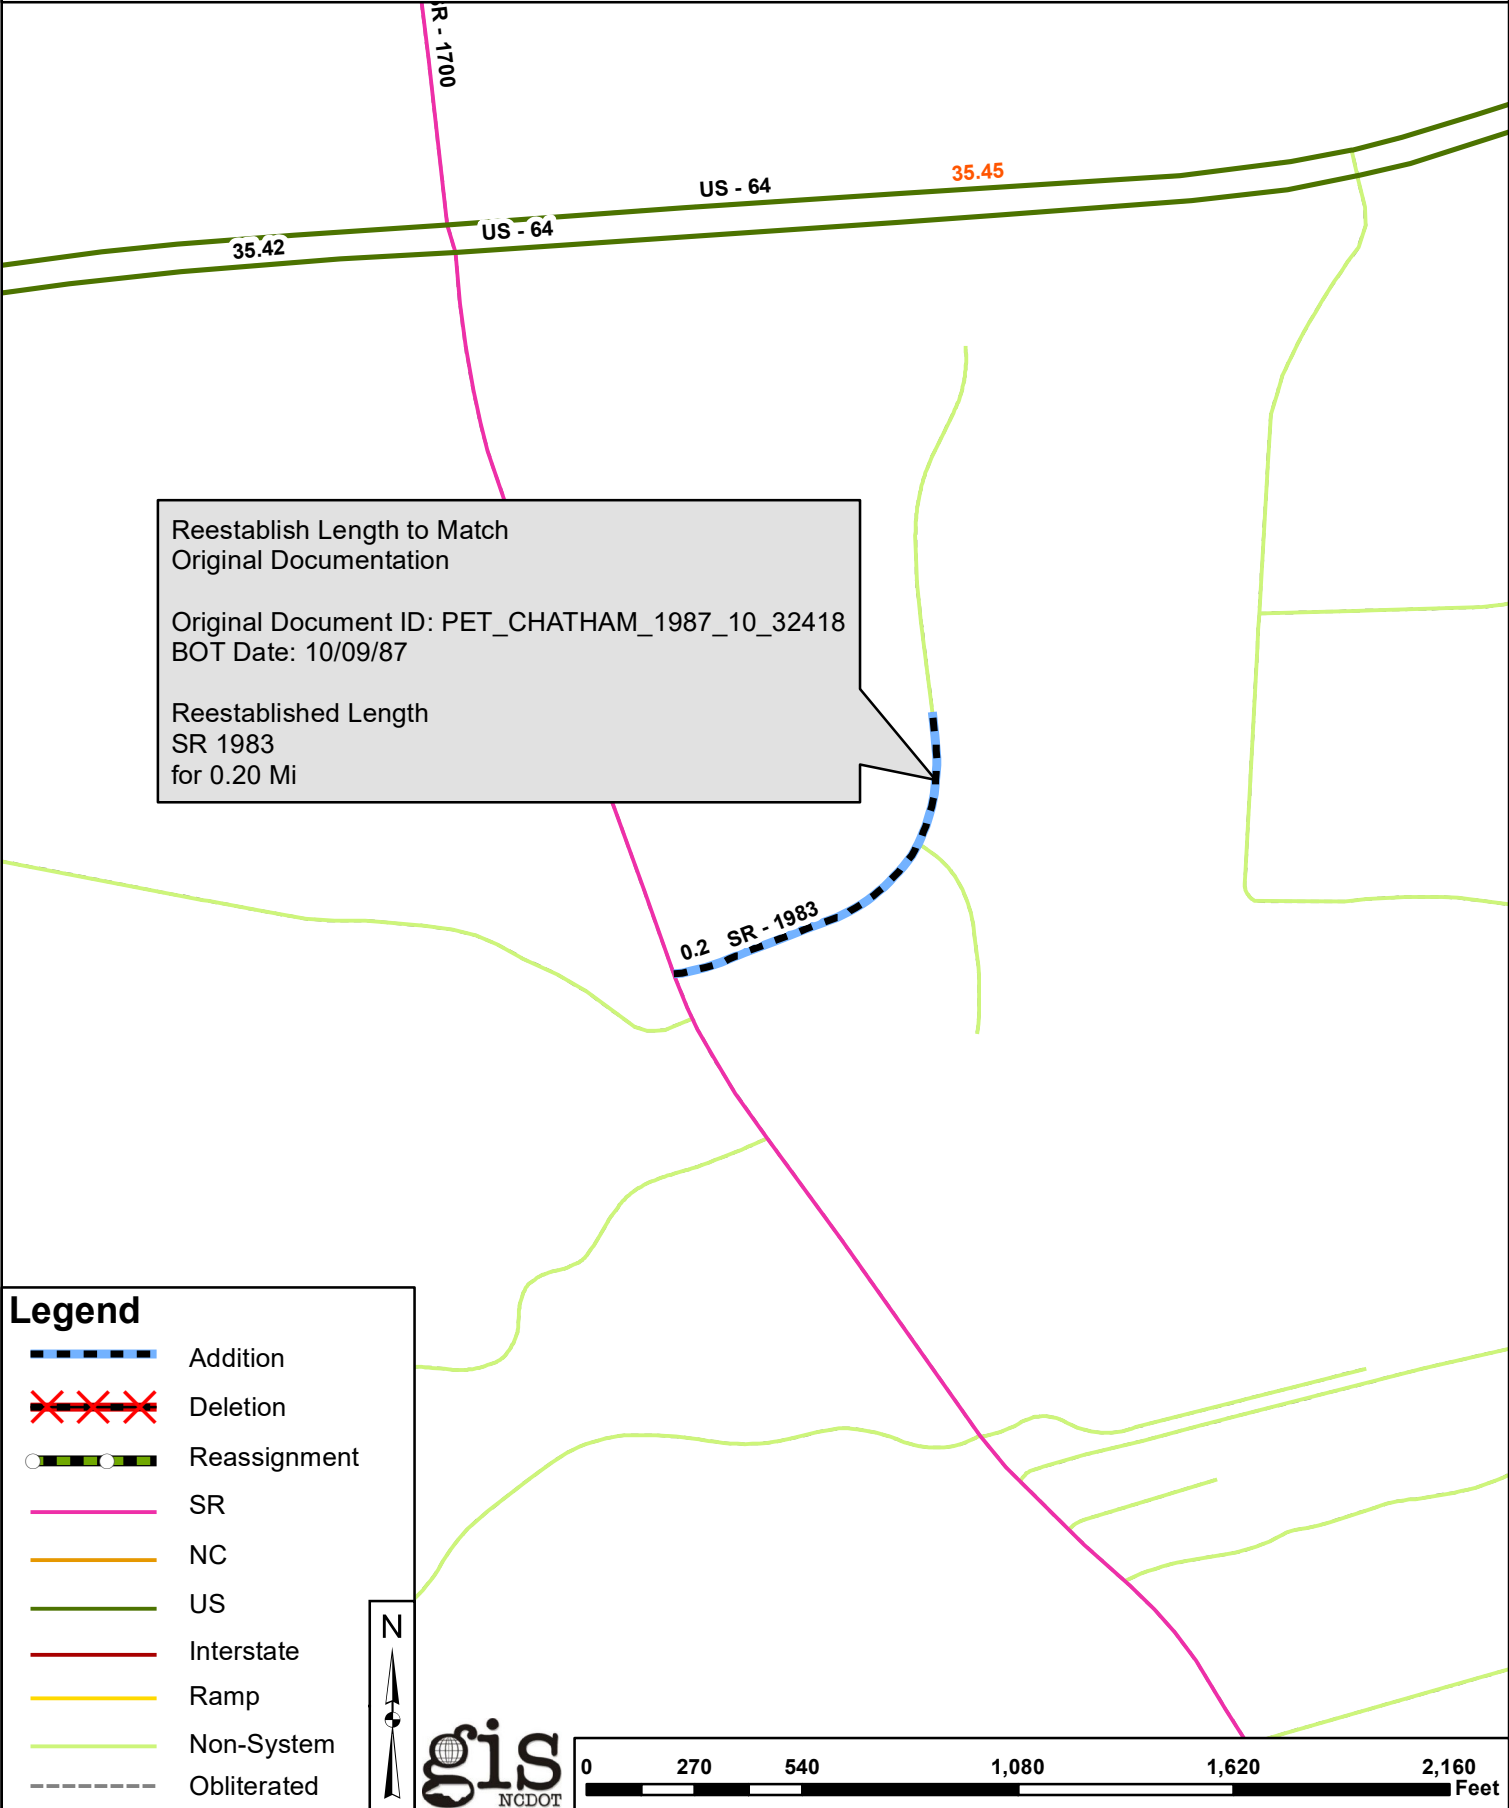 SR - 1700
35.45
US - 64
US - 64
35.42
Reestablish Length to Match
Original Documentation
Original Document ID: PET_CHATHAM_1987_10_32418
BOT Date: 10/09/87
Reestablished Length
SR 1983
for 0.20 Mi
0.2 SR - 1983
Legend
Addition
Deletion
Reassignment
SR
NC
US
Interstate
Ramp
Non-System
Obliterated
N
gis
NCDOT
0 270 540 1,080 1,620 2,160
Feet